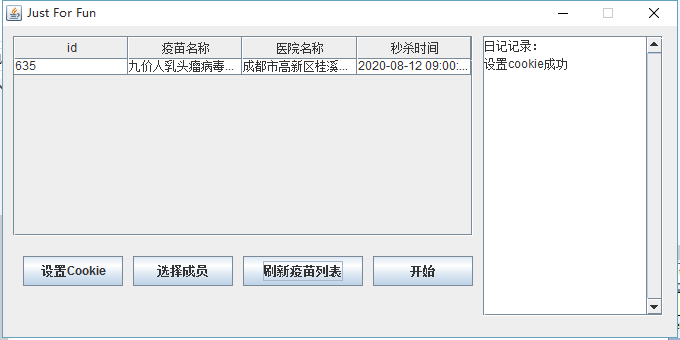 Just For Fun
id 疫苗名称 医院名称 秒杀时间
635 九价人乳头瘤病毒... 成都市高新区桂溪... 2020-08-12 09:00:...
设置Cookie 选择成员 刷新疫苗列表 开始
日记记录：
设置cookie成功